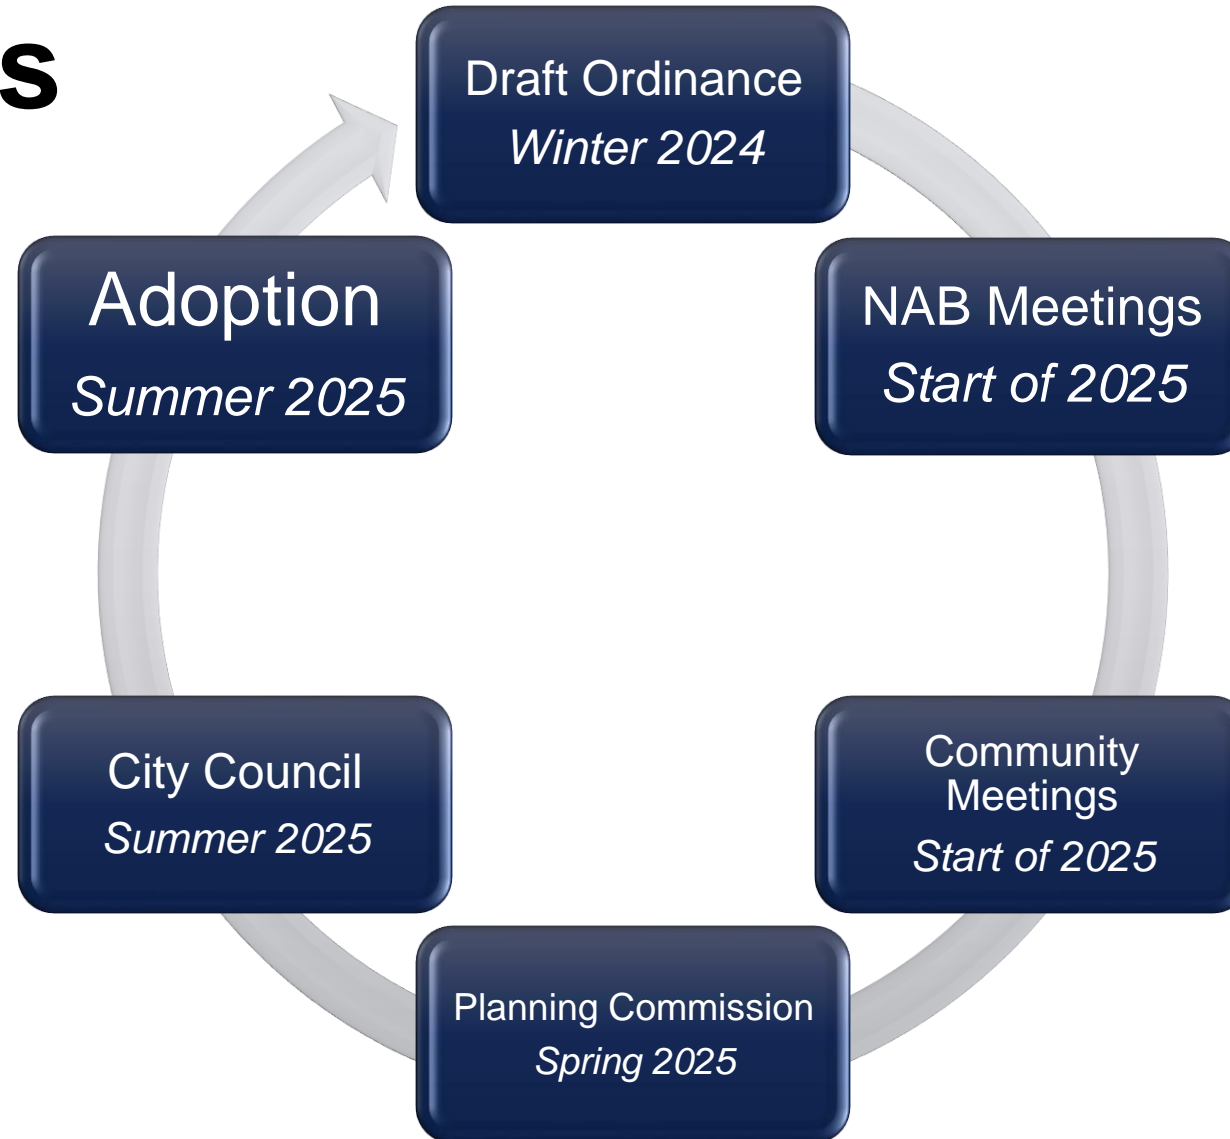 s
Draft Ordinance
Winter 2024
NAB Meetings
Start of 2025
Community
Meetings
Start of 2025
Planning Commission
Spring 2025
City Council
Summer 2025
Adoption
Summer 2025